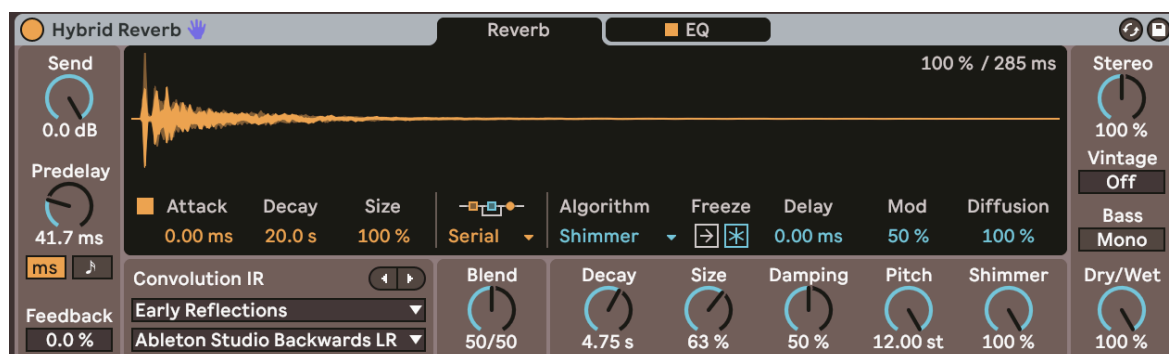 Hybrid Reverb
Reverb
EQ
Send
0.0 dB
Predelay
41.7 ms
ms
Feedback
0.0 %
100 % / 285 ms
Attack Decay Size
0.00 ms 20.0 s 100 %
Serial
Algorithm Freeze Delay Mod Diffusion
Shimmer 0.00 ms 50 % 100 %
Convolution IR
Early Reflections
Ableton Studio Backwards LR
Blend
50/50
Decay Size Damping Pitch Shimmer
4.75 s 63 % 50 % 12.00 st 100 %
Stereo
100 %
Vintage
Off
Bass
Mono
Dry/Wet
100 %